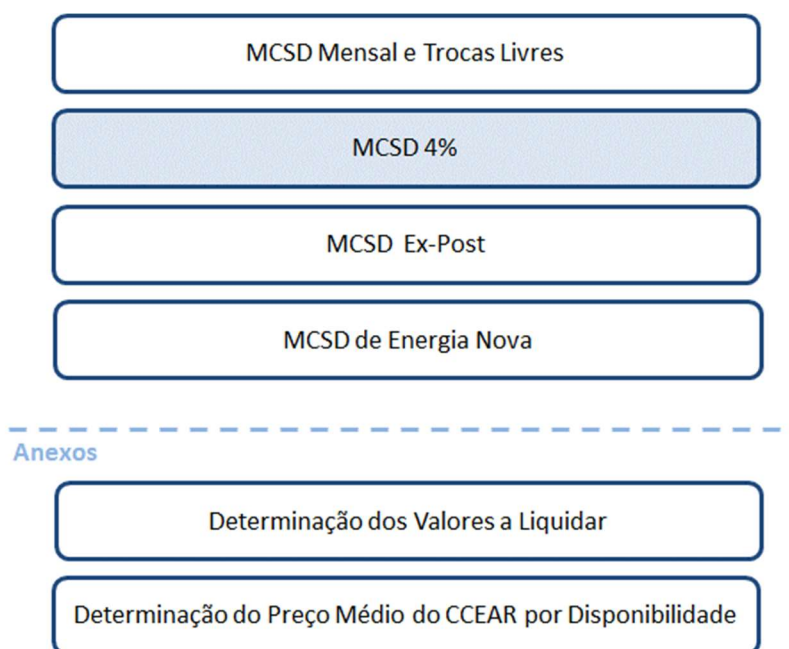 MCSD Mensal e Trocas Livres
MCSD 4%
MCSD Ex-Post
MCSD de Energia Nova
Anexos
Determinação dos Valores a Liquidar
Determinação do Preço Médio do CCEAR por Disponibilidade